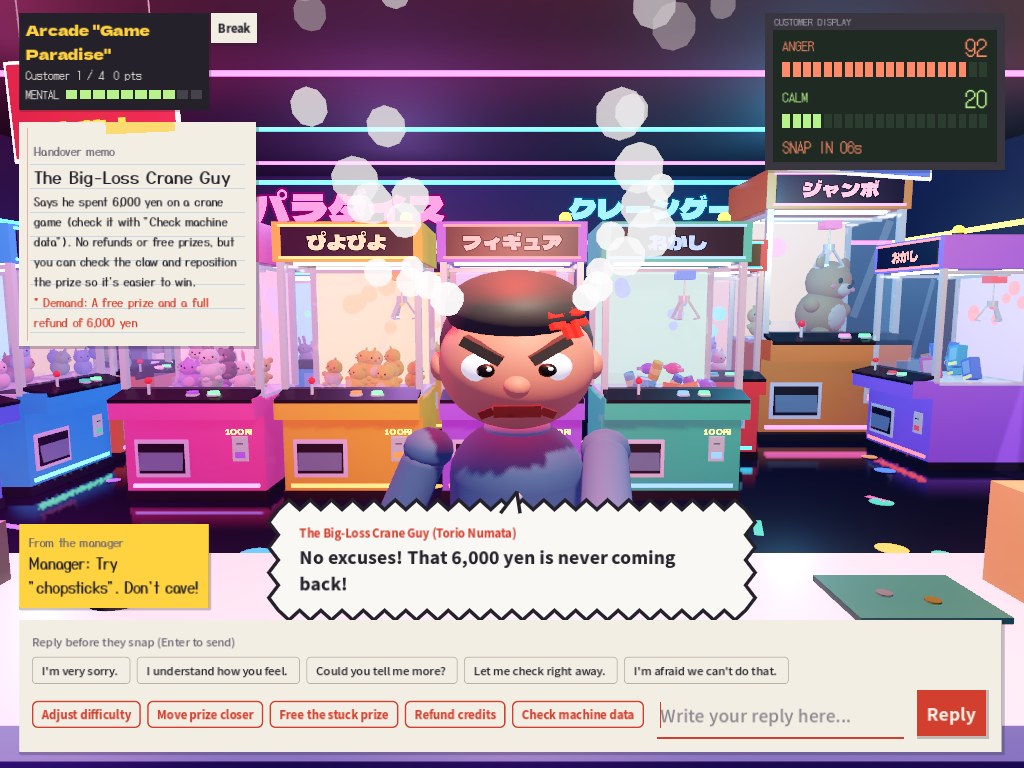 Arcade "Game
Paradise"
Customer 1 / 4 0 pts
MENTAL
Break
CUSTOMER DISPLAY
ANGER
92
CALM
20
SNAP IN 06s
Handover memo
The Big-Loss Crane Guy
Says he spent 6,000 yen on a crane
game (check it with "Check machine
data"). No refunds or free prizes, but
you can check the claw and reposition
the prize so it's easier to win.
* Demand: A free prize and a full
refund of 6,000 yen
クレーンゲー
ジャンボ
ぴよぴよ
フィギュア
おかし
おかし
100円
100円
100円
From the manager
Manager: Try
"chopsticks". Don't cave!
The Big-Loss Crane Guy (Torio Numata)
No excuses! That 6,000 yen is never coming
back!
Reply before they snap (Enter to send)
I'm very sorry.
I understand how you feel.
Could you tell me more?
Let me check right away.
I'm afraid we can't do that.
Adjust difficulty
Move prize closer
Free the stuck prize
Refund credits
Check machine data
Write your reply here...
Reply